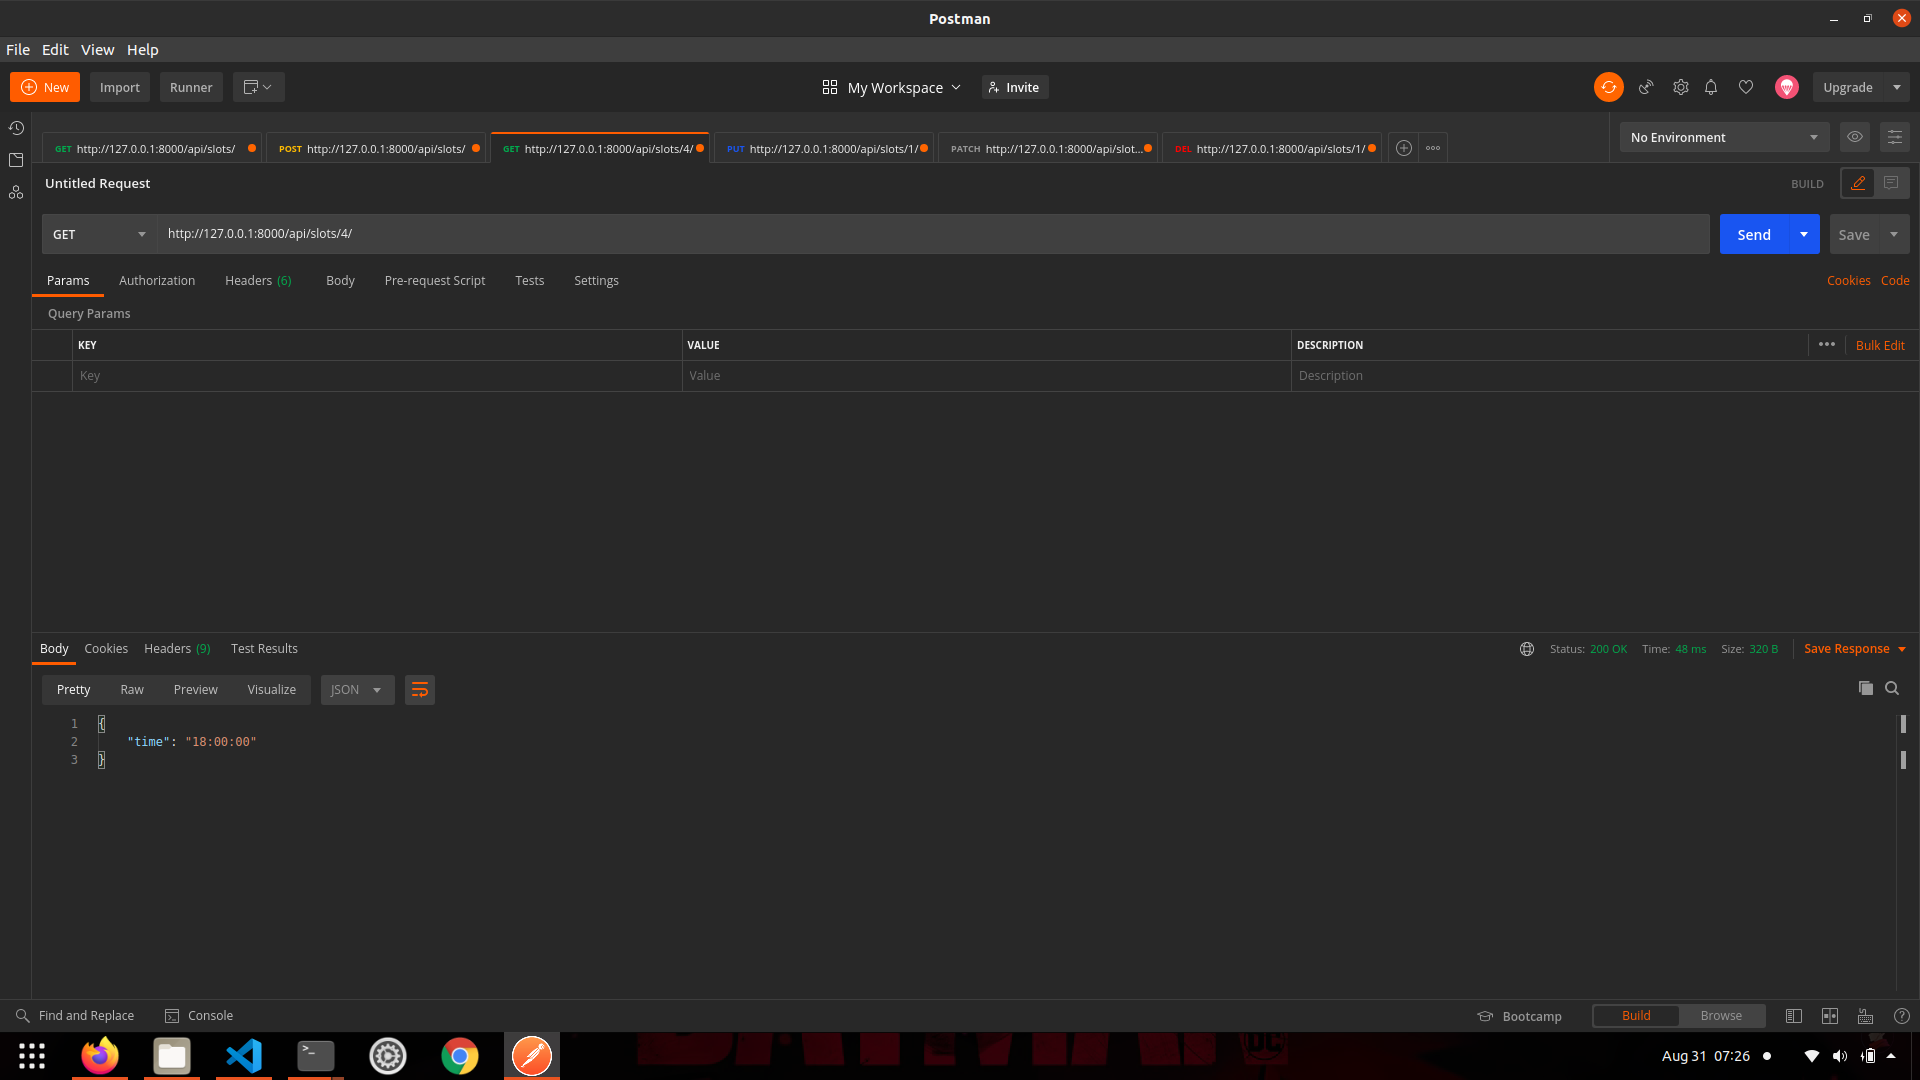 Postman
File Edit View Help
New Import Runner My Workspace Invite Upgrade
GET http://127.0.0.1:8000/api/slots/ POST http://127.0.0.1:8000/api/slots/ GET http://127.0.0.1:8000/api/slots/4/ PUT http://127.0.0.1:8000/api/slots/1/ PATCH http://127.0.0.1:8000/api/slot... DEL http://127.0.0.1:8000/api/slots/1/ No Environment
Untitled Request BUILD
GET http://127.0.0.1:8000/api/slots/4/ Send Save
Params Authorization Headers (6) Body Pre-request Script Tests Settings Cookies Code
Query Params
KEY VALUE DESCRIPTION Bulk Edit
Key Value Description
Body Cookies Headers (9) Test Results Status: 200 OK Time: 48 ms Size: 320 B Save Response
Pretty Raw Preview Visualize JSON
1 {
2 "time": "18:00:00"
3 }
Find and Replace Console Bootcamp Build Browse
DC
Aug 31 07:26